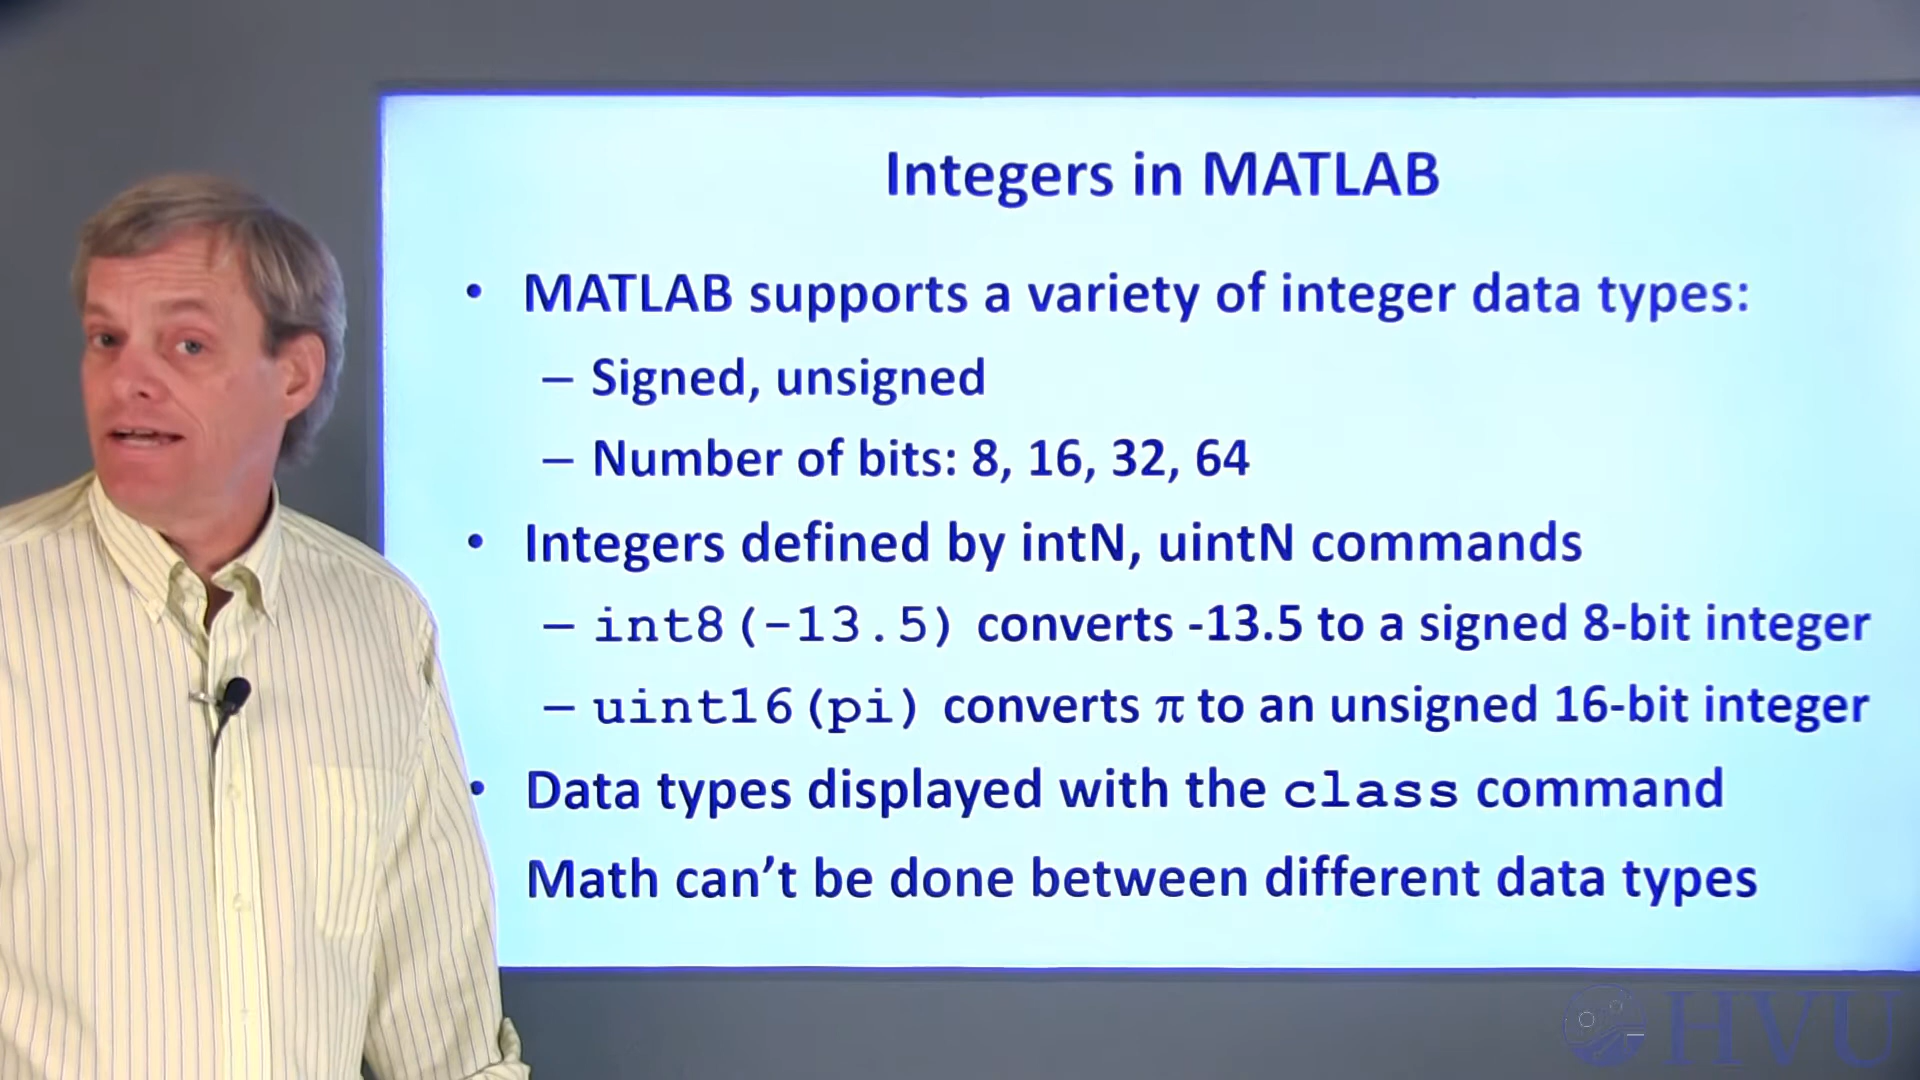 Integers in MATLAB
• MATLAB supports a variety of integer data types:
– Signed, unsigned
– Number of bits: 8, 16, 32, 64
• Integers defined by intN, uintN commands
– int8(-13.5) converts -13.5 to a signed 8-bit integer
– uint16(pi) converts π to an unsigned 16-bit integer
• Data types displayed with the class command
Math can’t be done between different data types
HVU